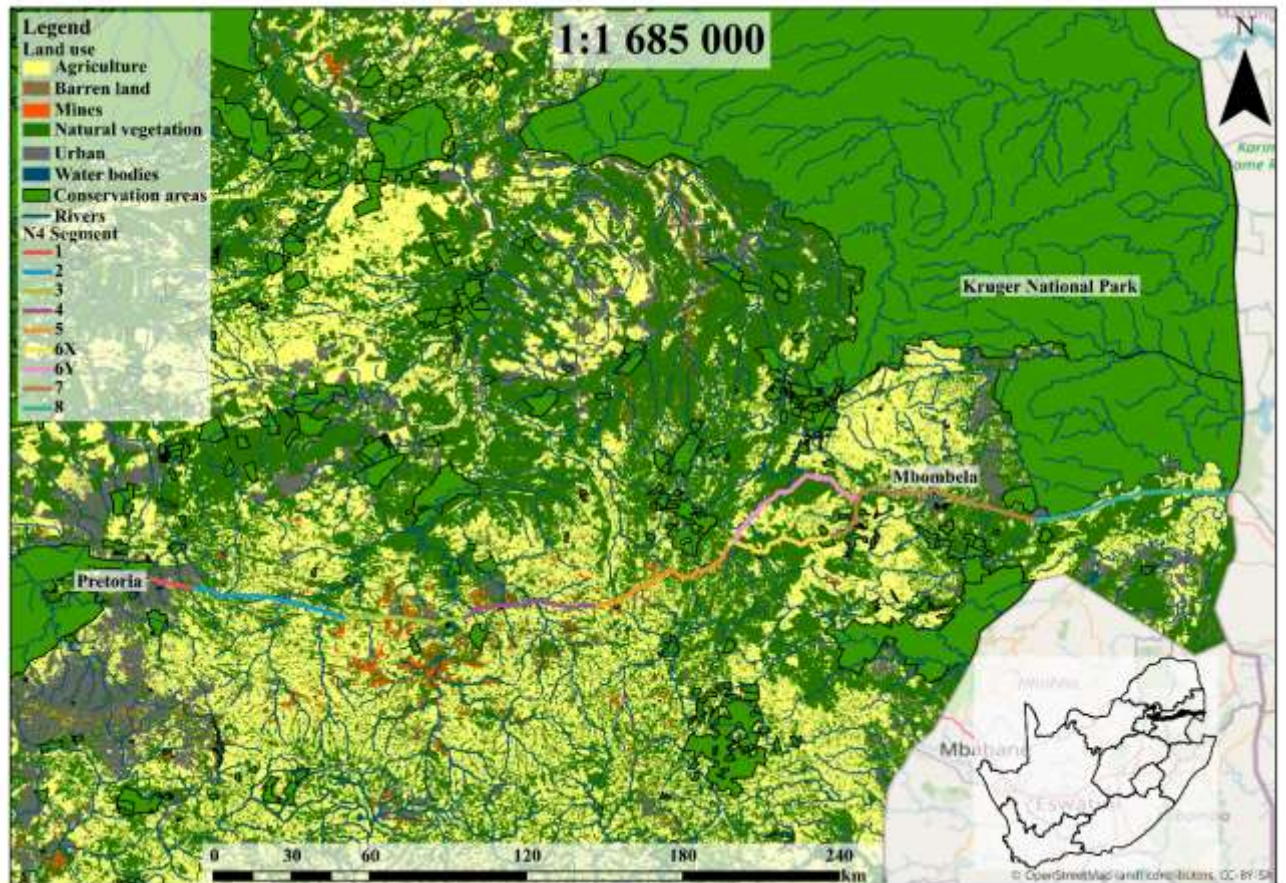 Legend
Land use
Agriculture
Barren land
Mines
Natural vegetation
Urban
Water bodies
Conservation areas
Rivers
N4 Segment
1
2
3
4
5
6X
6Y
7
8
1:1 685 000
N
Kruger National Park
Mbombela
Pretoria
Mbabane
0 30 60 120 180 240
km
© OpenStreetMap (and) contributors, CC-BY-SA